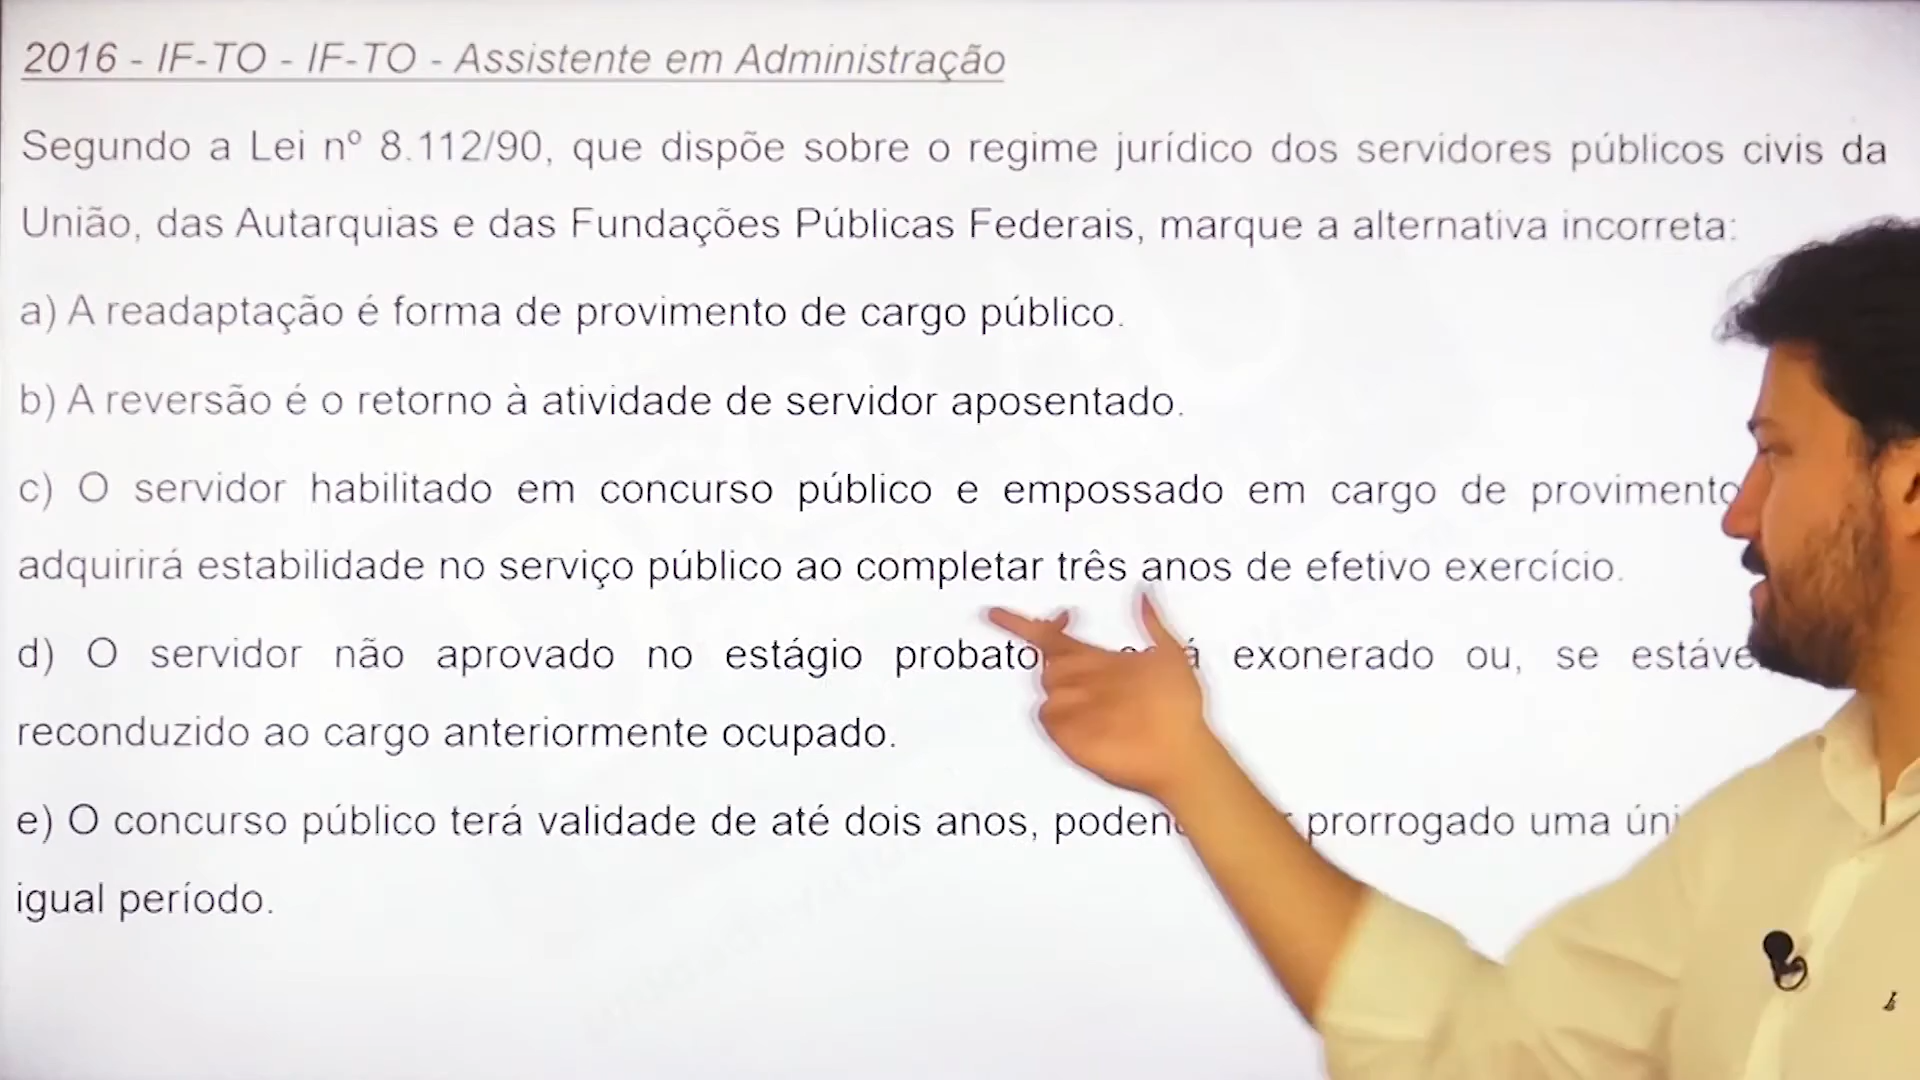 2016 - IF-TO - IF-TO - Assistente em Administração
Segundo a Lei nº 8.112/90, que dispõe sobre o regime jurídico dos servidores públicos civis da
União, das Autarquias e das Fundações Públicas Federais, marque a alternativa incorreta:
a) A readaptação é forma de provimento de cargo público.
b) A reversão é o retorno à atividade de servidor aposentado.
c) O servidor habilitado em concurso público e empossado em cargo de provimento
adquirirá estabilidade no serviço público ao completar três anos de efetivo exercício.
d) O servidor não aprovado no estágio exonerado ou, se
reconduzido ao cargo anteriormente ocupado.
e) O concurso público terá validade de até dois anos, prorrogado uma
igual período.